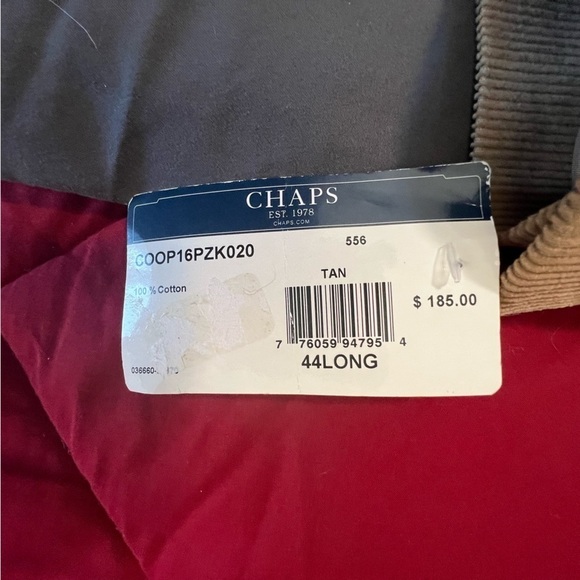 CHAPS
EST. 1978
CHAPS.COM
COOP16PZK020
556
TAN
100 % Cotton
$ 185.00
7 76059 94795 4
44LONG